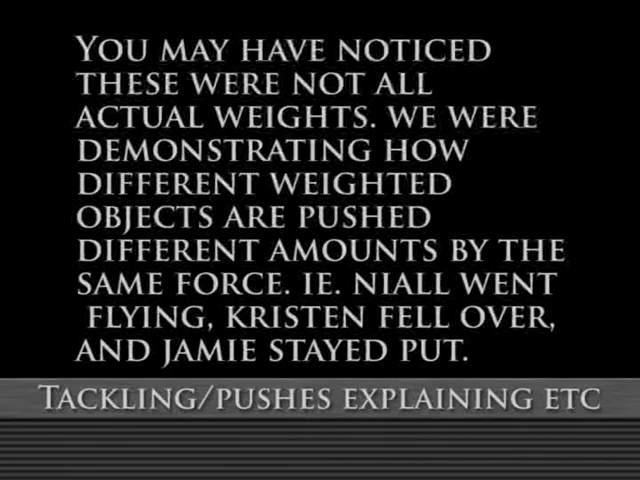 You may have noticed
these were not all
actual weights. we were
demonstrating how
different weighted
objects are pushed
different amounts by the
same force. ie. niall went
flying, kristen fell over,
and jamie stayed put.
Tackling/pushes explaining etc